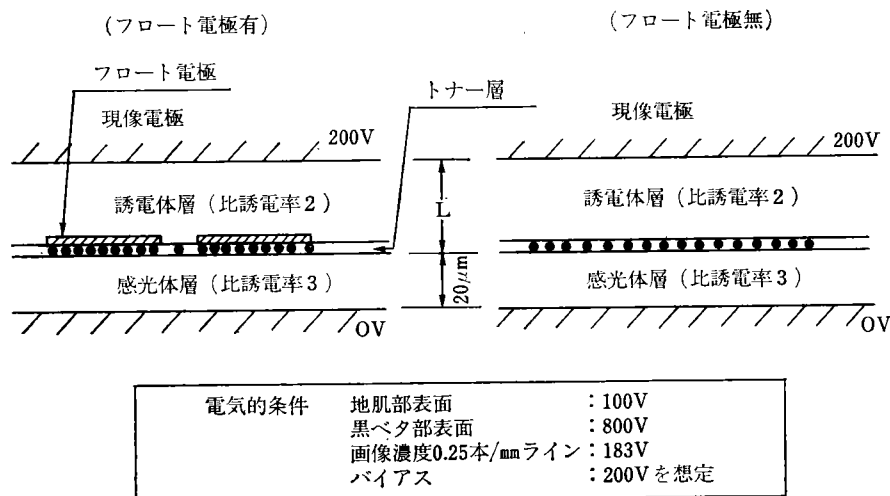 (フロート電極有)
(フロート電極無)
フロート電極
トナー層
現像電極
現像電極
200V
200V
誘電体層(比誘電率2)
誘電体層(比誘電率2)
L
感光体層(比誘電率3)
感光体層(比誘電率3)
20μm
OV
OV
電気的条件 地肌部表面 :100V
黒ベタ部表面 :800V
画像濃度0.25本/mmライン:183V
バイアス :200Vを想定